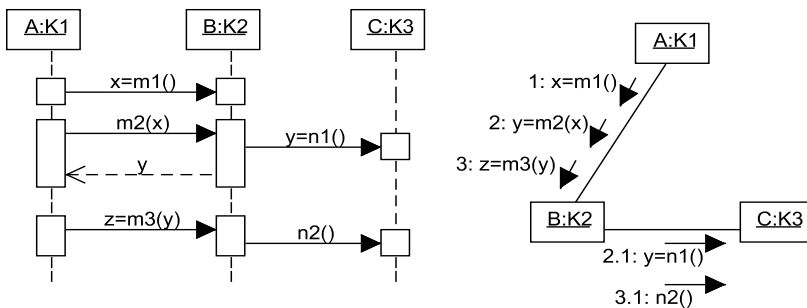 A:K1
B:K2
C:K3
x=m1()
m2(x)
y=n1()
y
z=m3(y)
n2()
A:K1
1: x=m1()
2: y=m2(x)
3: z=m3(y)
B:K2
C:K3
2.1: y=n1()
3.1: n2()